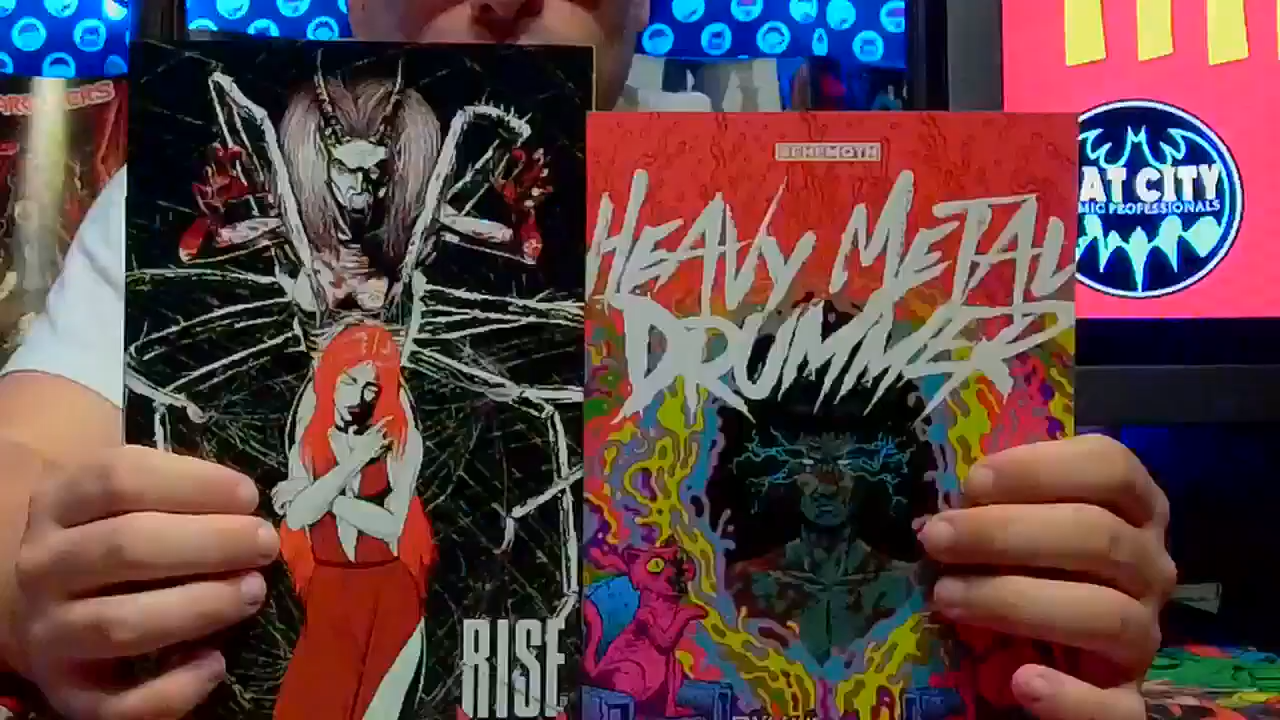 RISE
BEHEMOTH
HEAVY METAL
DRUMMER
AT CITY
MIC PROFESSIONALS